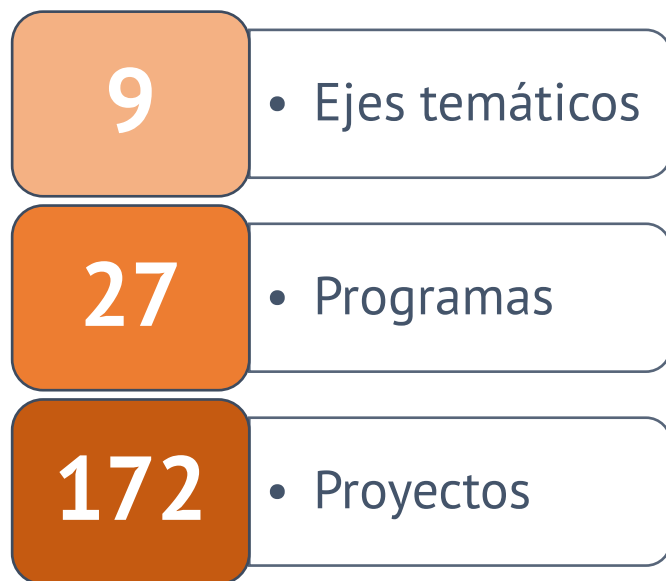 9
• Ejes temáticos
27
• Programas
172
• Proyectos